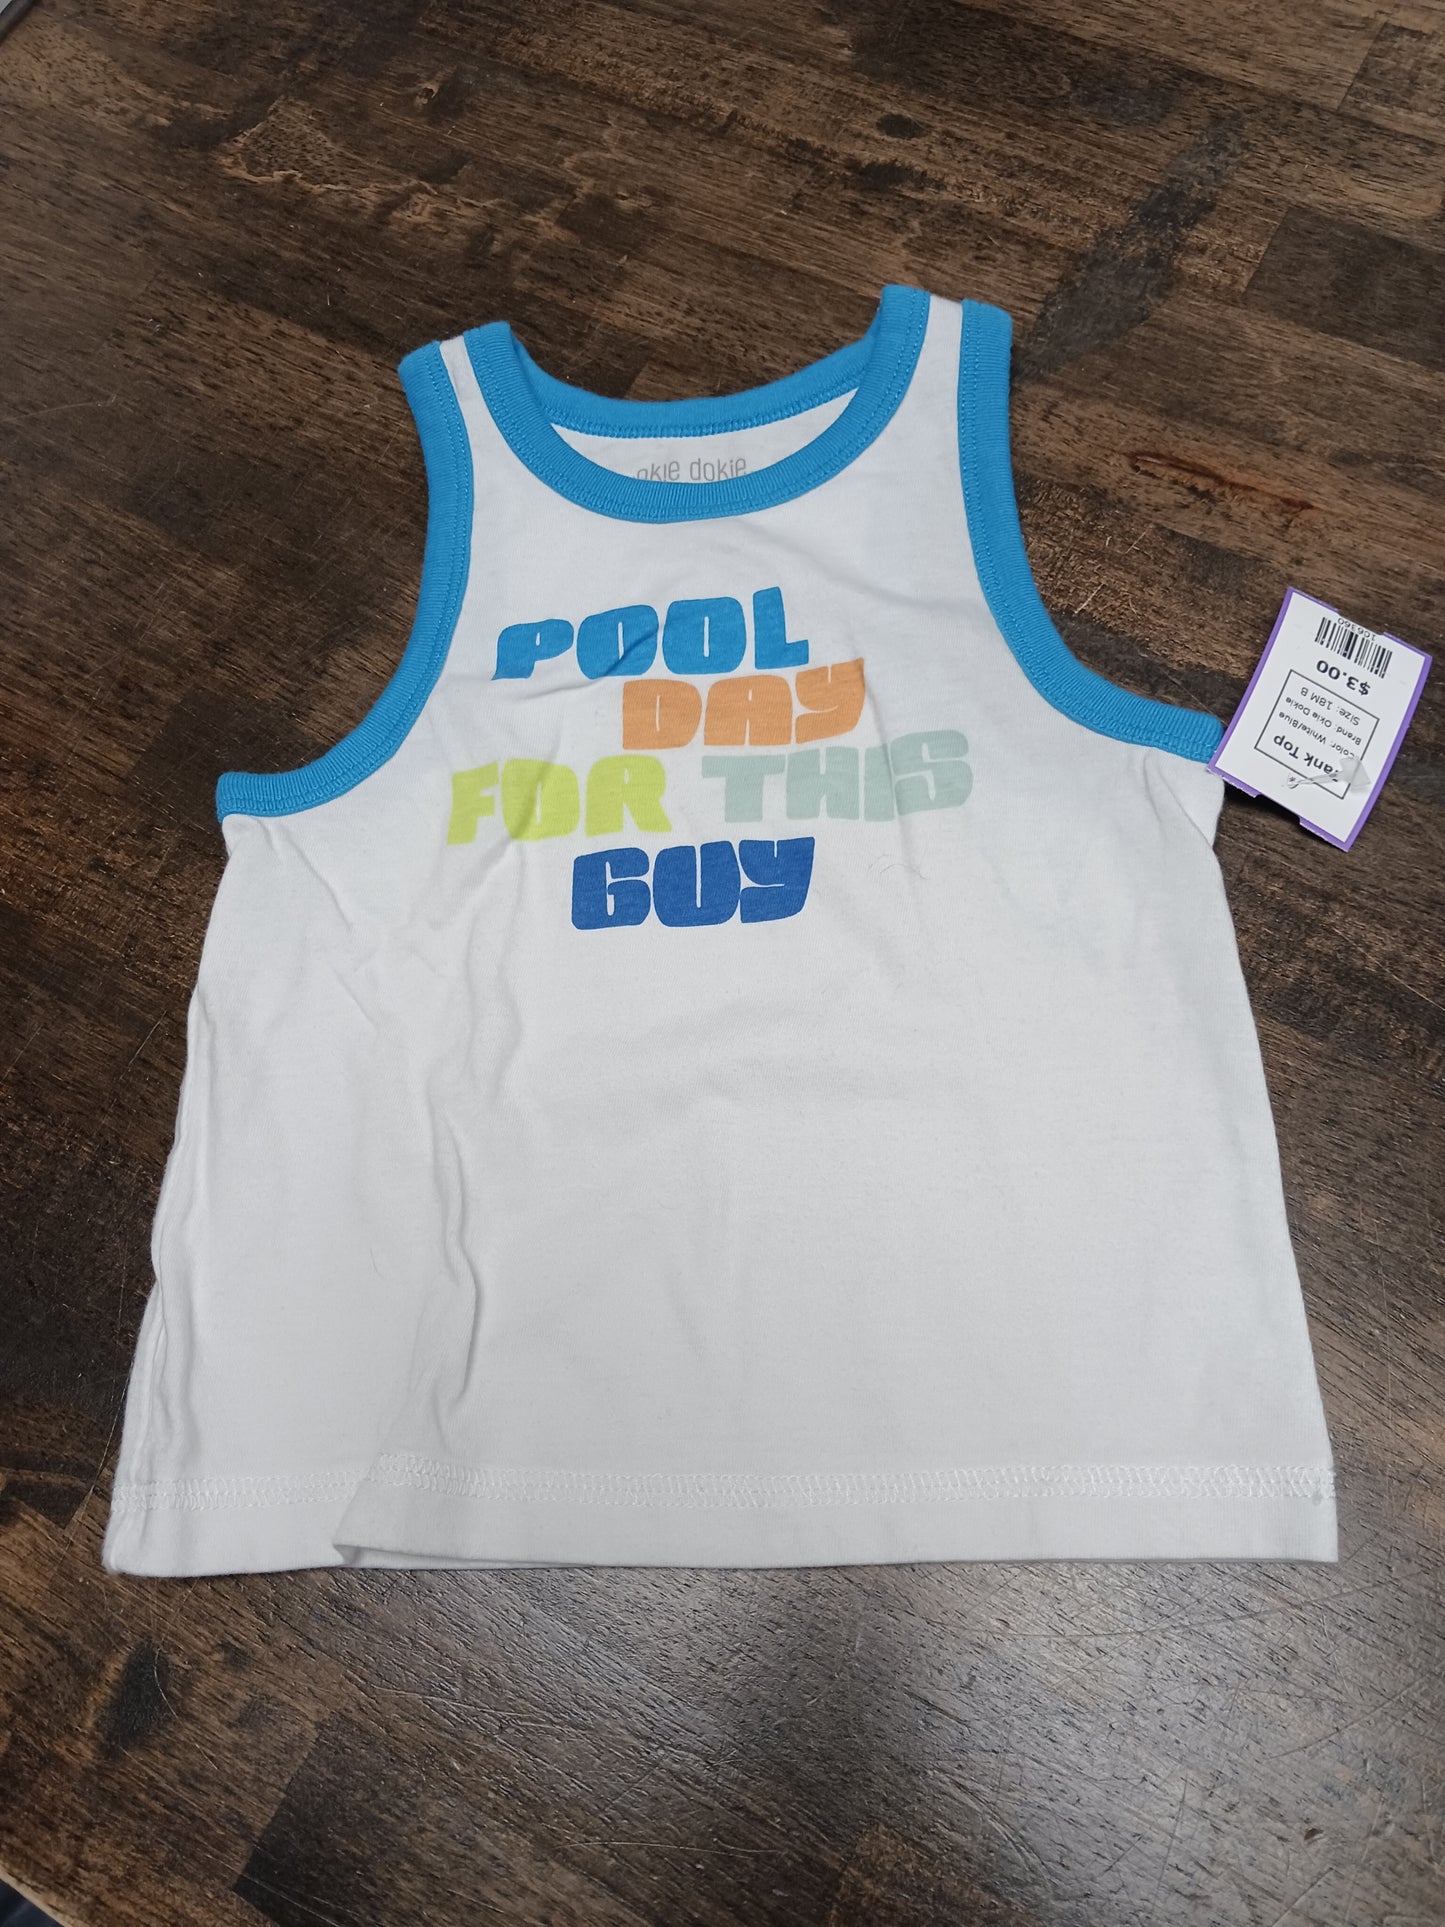 okie dokie
POOL
DAY
FOR THIS
GUY
Tank Top
Color: White/Blue
Brand: Okie Dokie
Size: 18M B
$3.00
106360